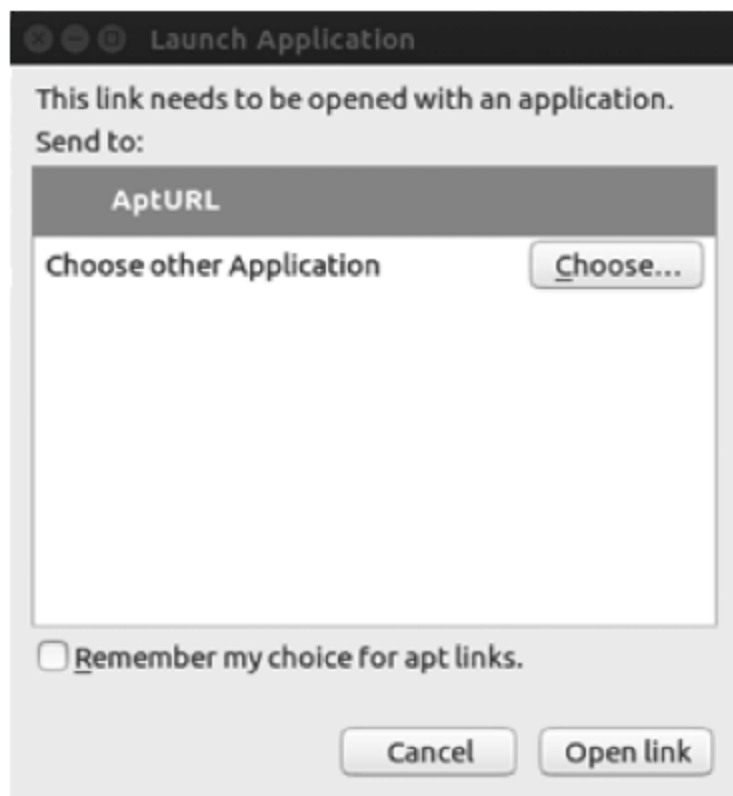 Launch Application
This link needs to be opened with an application.
Send to:
AptURL
Choose other Application Choose...
Remember my choice for apt links.
Cancel Open link